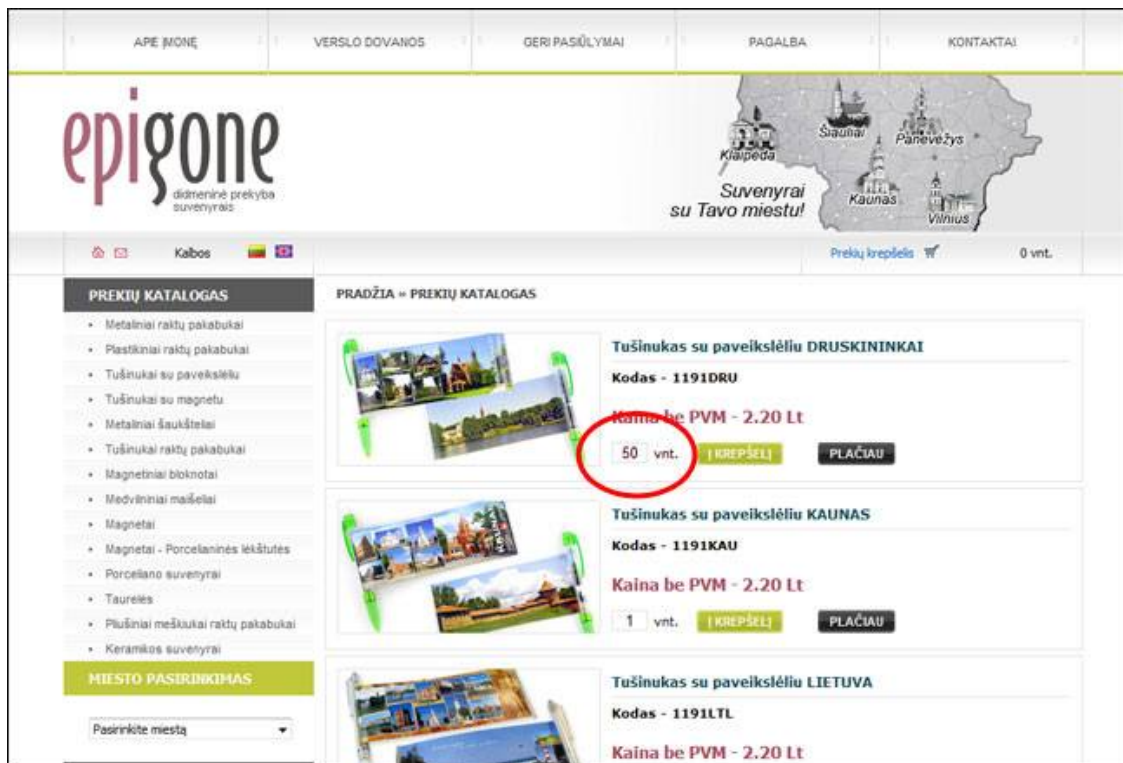 APIE ĮMONĘ
VERSLO DOVANOS
GERI PASIŪLYMAI
PAGALBA
KONTAKTAI
epigone
didmeninė prekyba
suvenyrais
Klaipėda
Šiauliai
Panevėžys
Kaunas
Vilnius
Suvenyrai
su Tavo miestu!
Kalbos
Prekių krepšelis
0 vnt.
PREKIŲ KATALOGAS
Metaliniai raktų pakabukai
Plastikiniai raktų pakabukai
Tušinukai su paveikslėliu
Tušinukai su magnetu
Metaliniai šaukšteliai
Tušinukai raktų pakabukai
Magnetiniai bloknotai
Medvilniniai maišeliai
Magnetai
Magnetai - Porcelianinės lėkštutės
Porceliano suvenyrai
Taurelės
Pliušiniai meškiukai raktų pakabukai
Keramikos suvenyrai
MIESTO PASIRINKIMAS
Pasirinkite miestą
PRADŽIA » PREKIŲ KATALOGAS
Tušinukas su paveikslėliu DRUSKININKAI
Kodas - 1191DRU
Kaina be PVM - 2.20 Lt
50 vnt. Į KREPŠELĮ PLAČIAU
Tušinukas su paveikslėliu KAUNAS
Kodas - 1191KAU
Kaina be PVM - 2.20 Lt
1 vnt. Į KREPŠELĮ PLAČIAU
Tušinukas su paveikslėliu LIETUVA
Kodas - 1191LTL
Kaina be PVM - 2.20 Lt